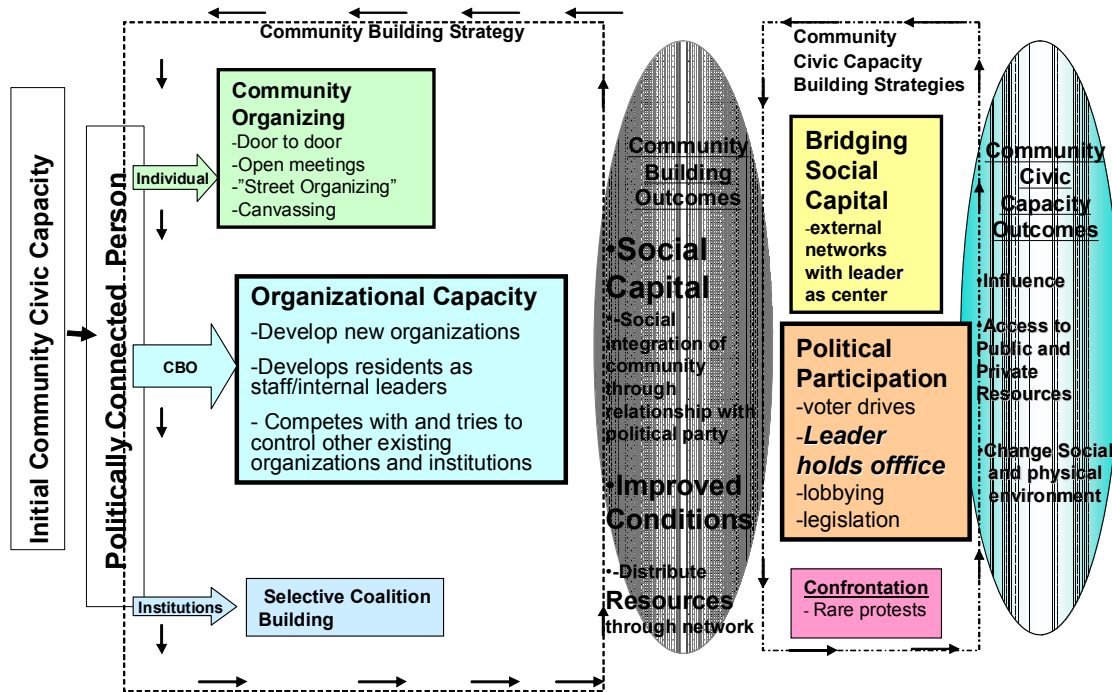 Initial Community Civic Capacity
Politically Connected Person
Community Building Strategy
Individual
Community
Organizing
-Door to door
-Open meetings
-”Street Organizing”
-Canvassing
CBO
Organizational Capacity
-Develop new organizations
-Develops residents as
staff/internal leaders
- Competes with and tries to
control other existing
organizations and institutions
Institutions
Selective Coalition
Building
Community
Building
Outcomes
•Social
Capital
•-Social
integration of
community
through
relationship with
political party
•Improved
Conditions
•-Distribute
Resources
through network
Community
Civic Capacity
Building Strategies
Bridging
Social
Capital
-external
networks
with leader
as center
Political
Participation
-voter drives
-Leader
holds offfice
-lobbying
-legislation
Confrontation
- Rare protests
Community
Civic
Capacity
Outcomes
•Influence
•Access to
Public and
Private
Resources
•Change Social
and physical
environment